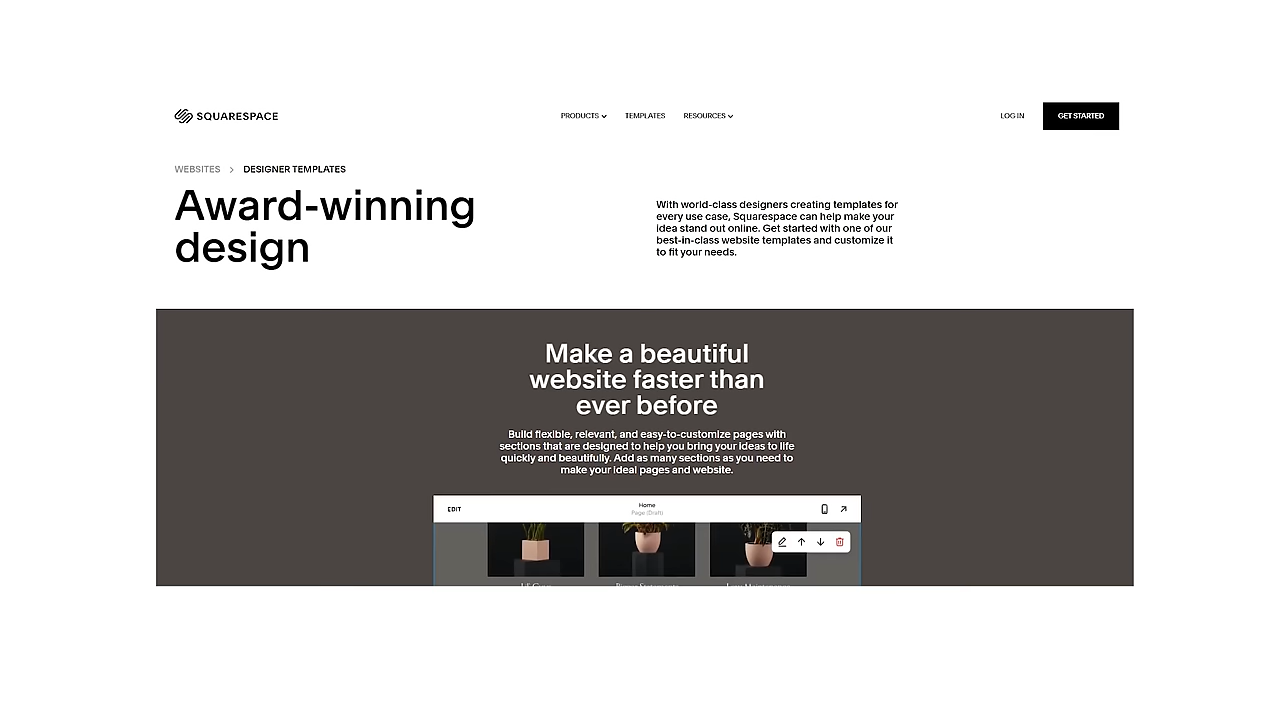 SQUARESPACE
PRODUCTS
TEMPLATES
RESOURCES
LOG IN
GET STARTED
WEBSITES
DESIGNER TEMPLATES
Award-winning
design
With world-class designers creating templates for
every use case, Squarespace can help make your
idea stand out online. Get started with one of our
best-in-class website templates and customize it
to fit your needs.
Make a beautiful
website faster than
ever before
Build flexible, relevant, and easy-to-customize pages with
sections that are designed to help you bring your ideas to life
quickly and beautifully. Add as many sections as you need to
make your ideal pages and website.
EDIT
Home
Page (Draft)